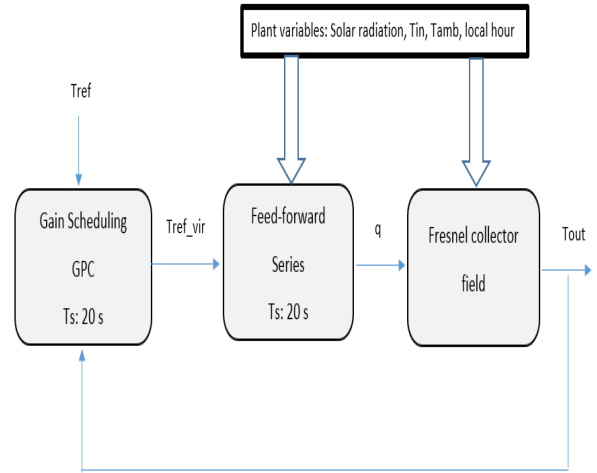 Plant variables: Solar radiation, Tin, Tamb, local hour
Tref
Gain Scheduling
GPC
Ts: 20 s
Tref_vir
Feed-forward
Series
Ts: 20 s
q
Fresnel collector
field
Tout